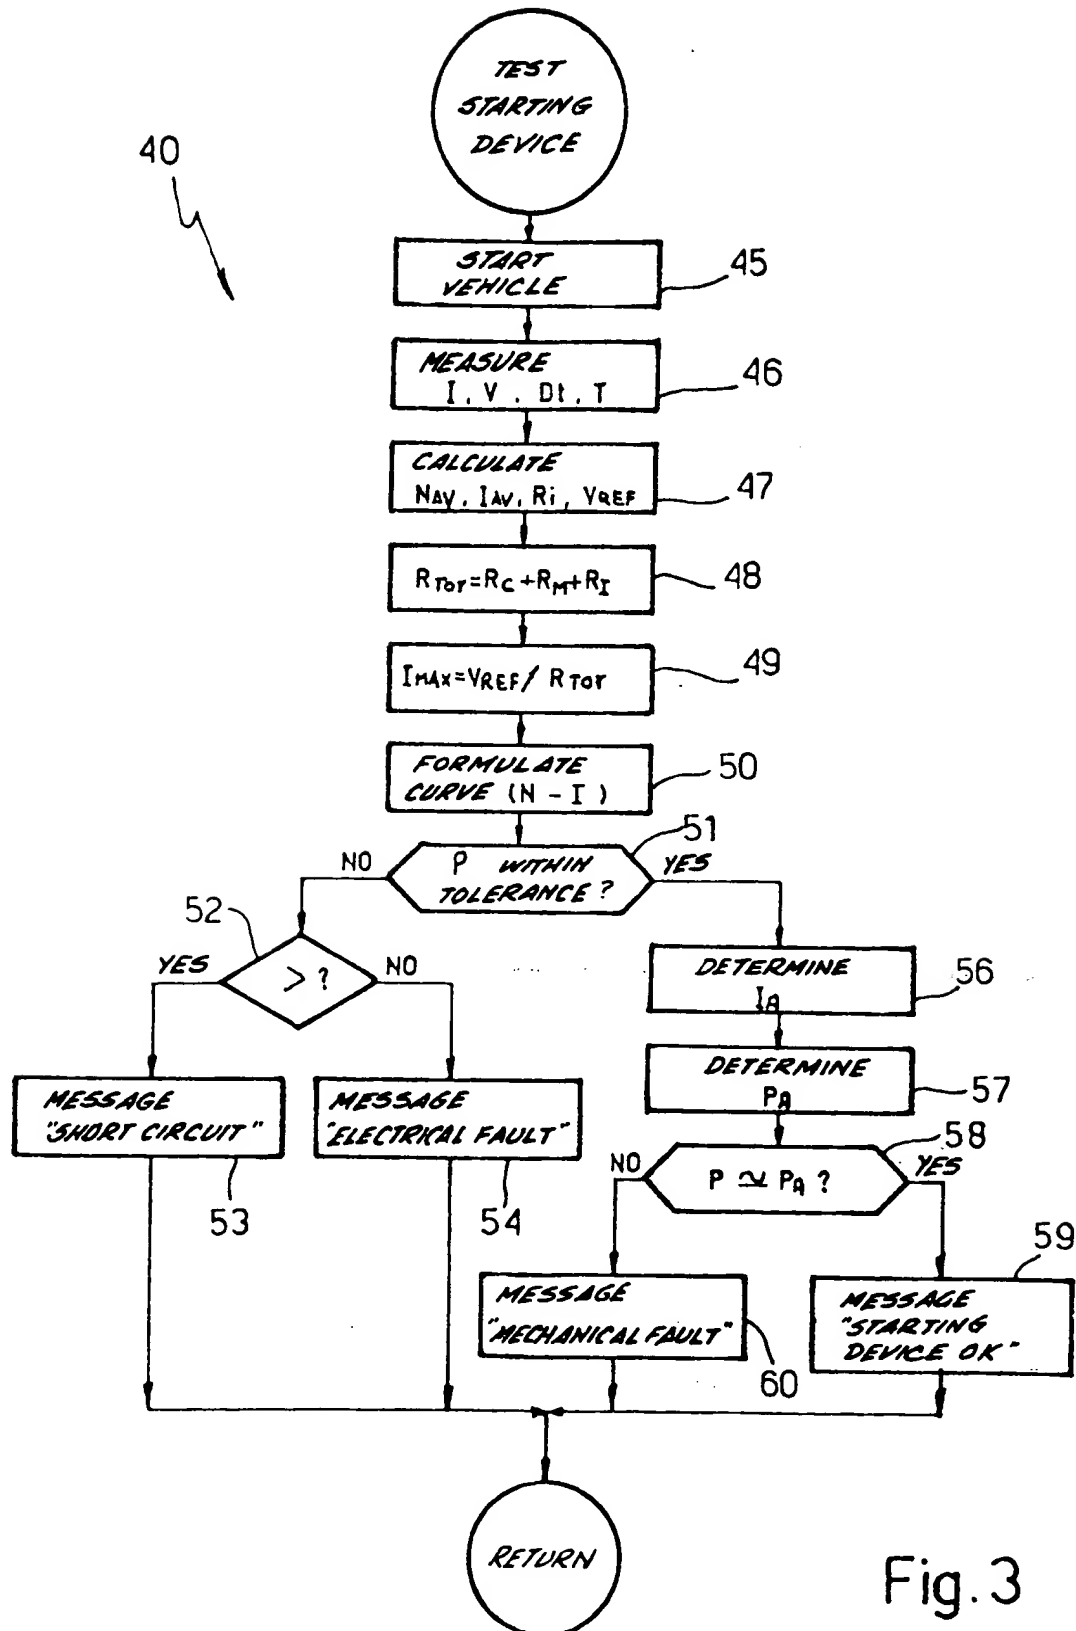 TEST
STARTING
DEVICE
40
START
VEHICLE
45
MEASURE
I, V, Dt, T
46
CALCULATE
NAV, IAV, Ri, VREF
47
RTOT=RC+RM+RI
48
IMAX=VREF/ RTOT
49
FORMULATE
CURVE (N-I)
50
P WITHIN
TOLERANCE?
51
NO
YES
52
> ?
YES
NO
DETERMINE
IA
56
DETERMINE
PA
57
MESSAGE
"SHORT CIRCUIT"
53
MESSAGE
"ELECTRICAL FAULT"
54
P ≃ PA ?
58
NO
YES
MESSAGE
"MECHANICAL FAULT"
60
MESSAGE
"STARTING
DEVICE OK"
59
RETURN
Fig. 3